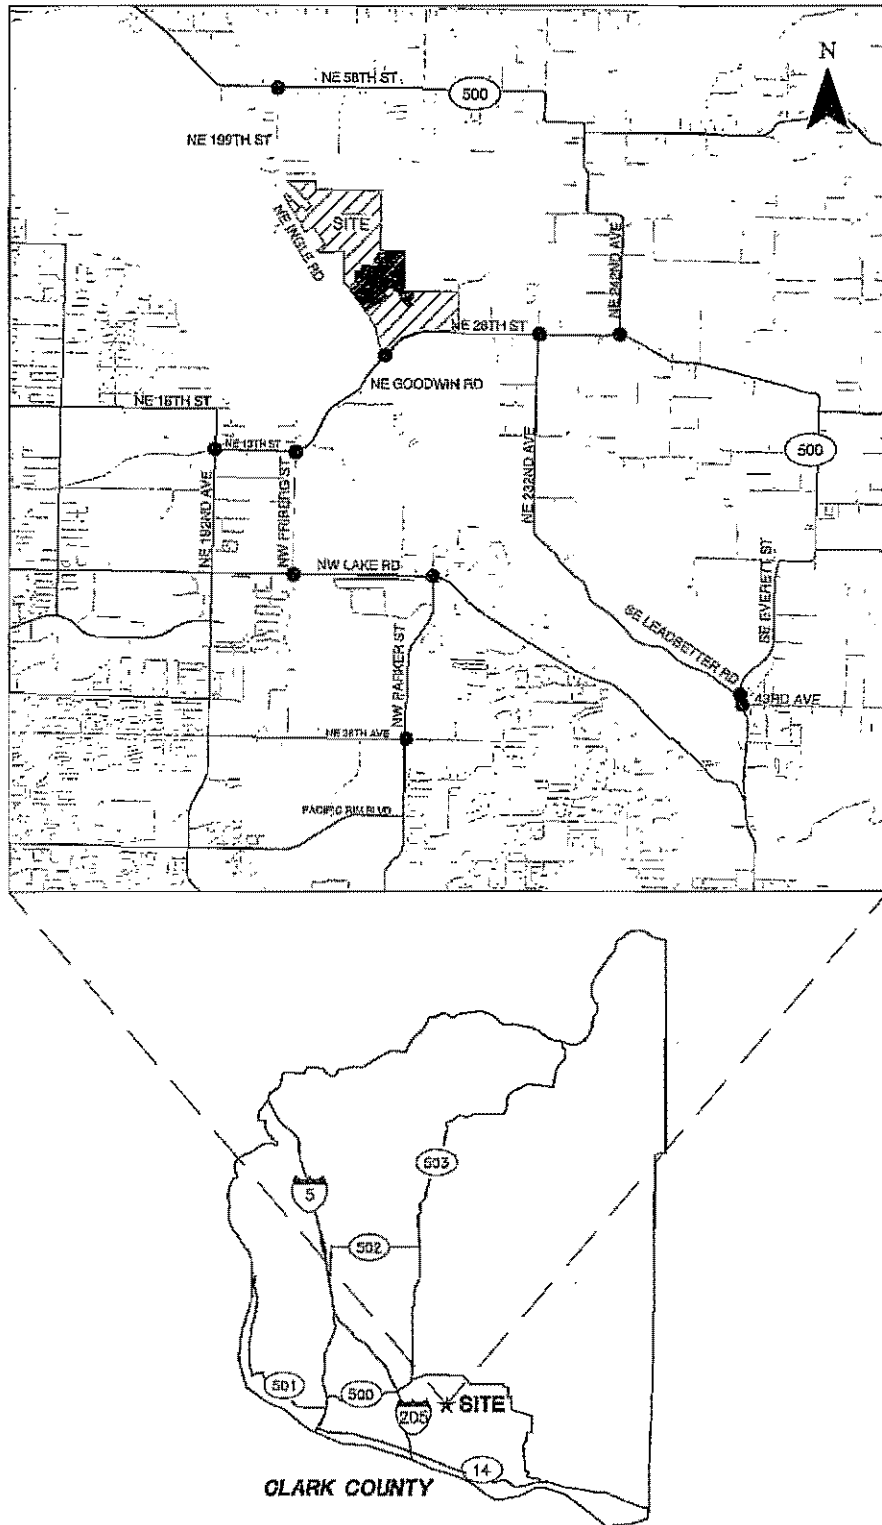 NE 58TH ST.
500
N
NE 199TH ST
NE INGLE RD
SITE
NE 242ND AVE
NE 28TH ST
NE GOODWIN RD
NE 18TH ST
NE 13TH ST
500
NE 192ND AVE
NW FRIBERG ST
NE 232ND AVE
NW LAKE RD
SE EVERETT ST
SE LEADBETTER RD
NW PARKER ST
43RD AVE
NE 38TH AVE
PACIFIC RIM BLVD
503
5
502
501
500
205
SITE
14
CLARK COUNTY